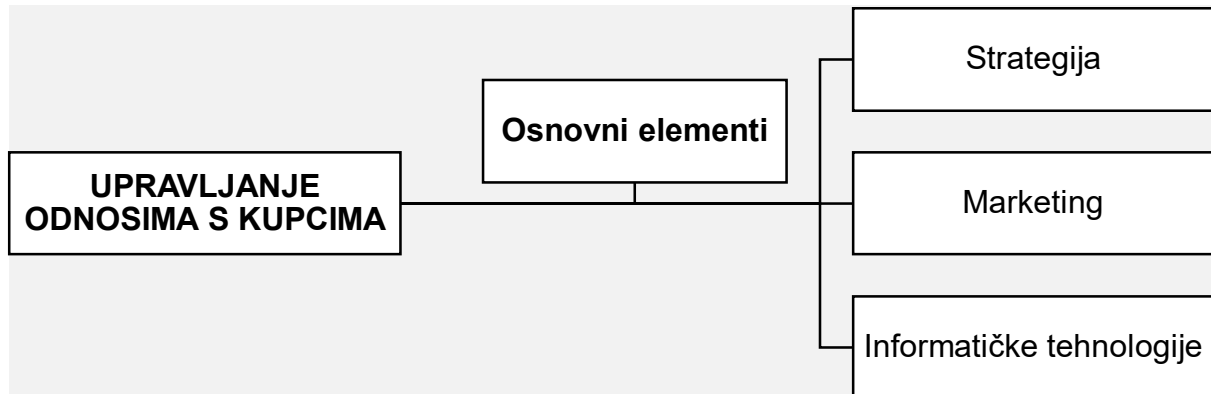 UPRAVLJANJE
ODNOSIMA S KUPCIMA
Osnovni elementi
Strategija
Marketing
Informatičke tehnologije